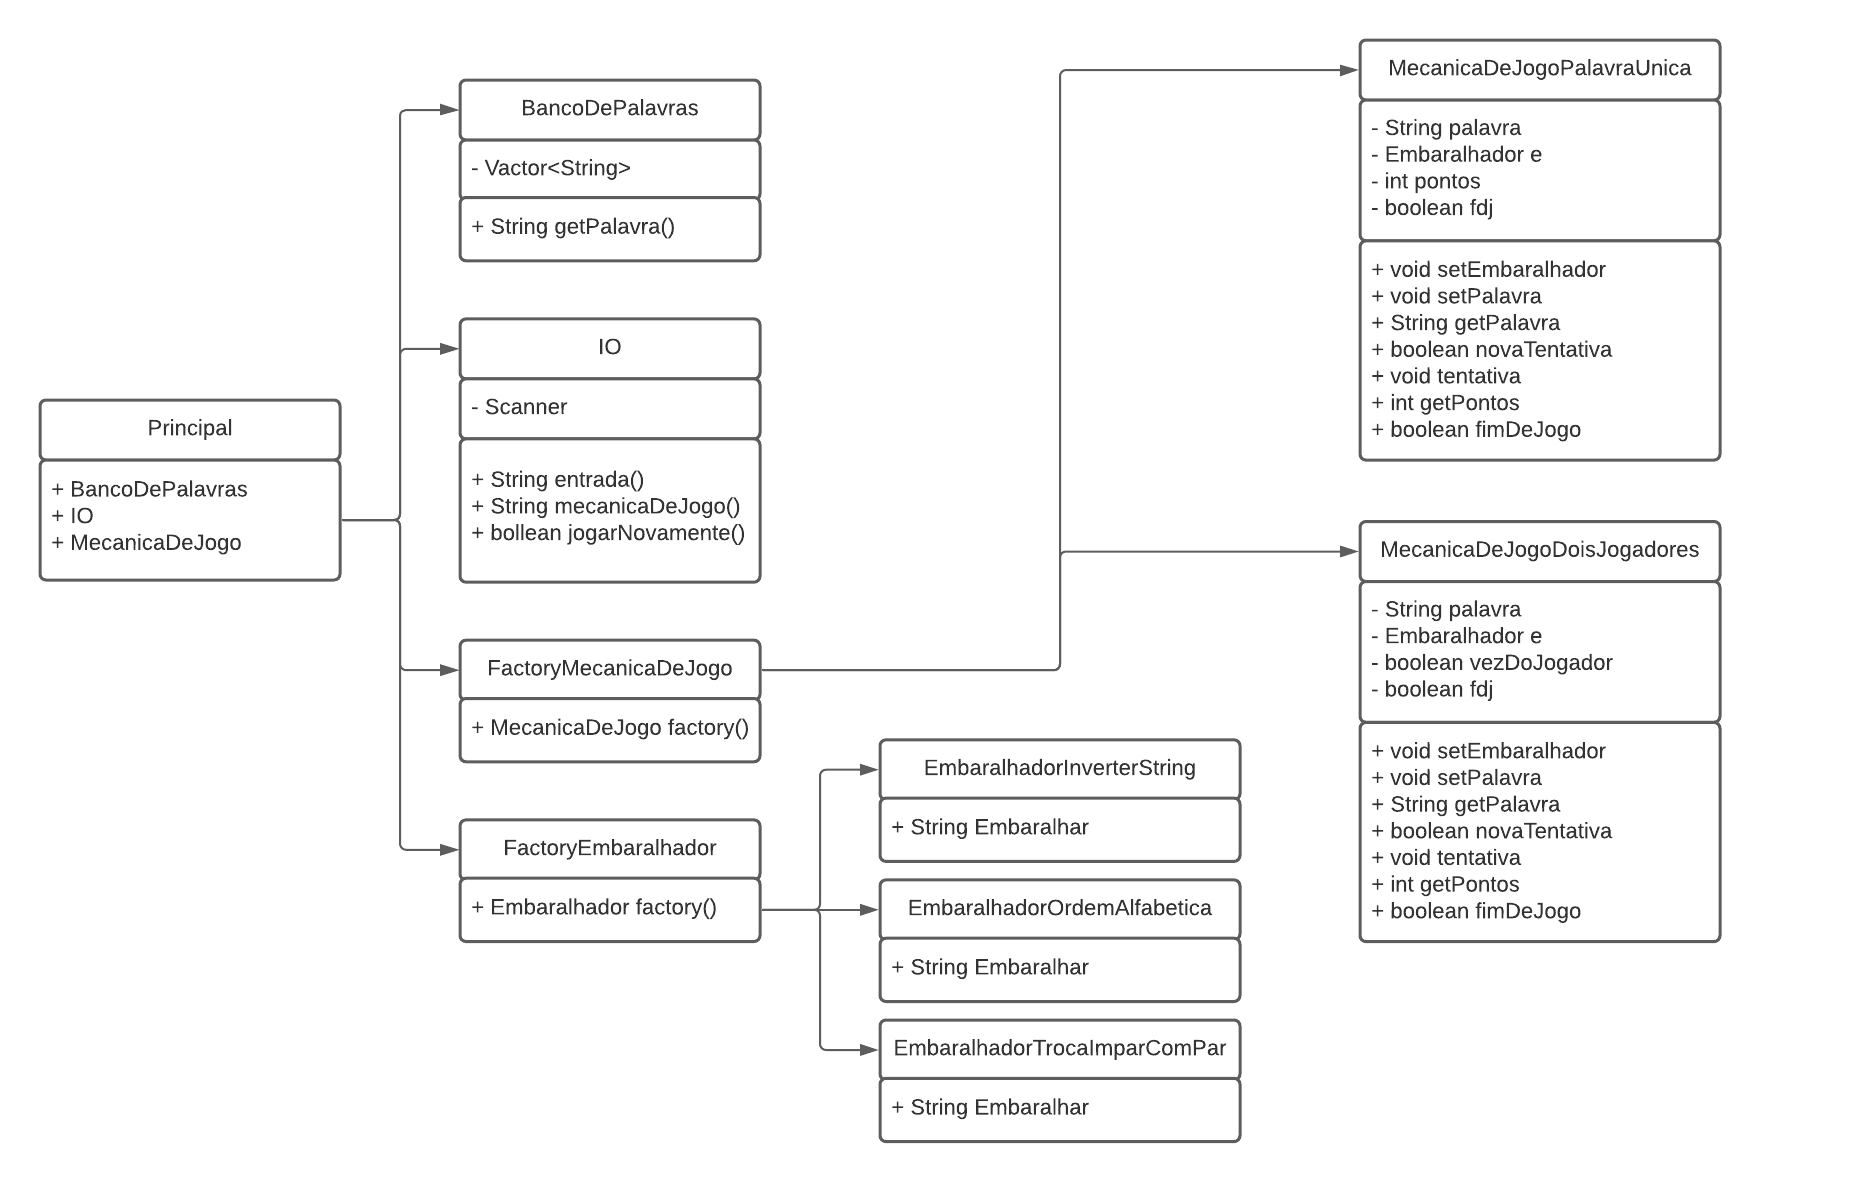 Principal
+ BancoDePalavras
+ IO
+ MecanicaDeJogo
BancoDePalavras
- Vactor<String>
+ String getPalavra()
IO
- Scanner
+ String entrada()
+ String mecanicaDeJogo()
+ bollean jogarNovamente()
FactoryMecanicaDeJogo
+ MecanicaDeJogo factory()
FactoryEmbaralhador
+ Embaralhador factory()
EmbaralhadorInverterString
+ String Embaralhar
EmbaralhadorOrdemAlfabetica
+ String Embaralhar
EmbaralhadorTrocaImparComPar
+ String Embaralhar
MecanicaDeJogoPalavraUnica
- String palavra
- Embaralhador e
- int pontos
- boolean fdj
+ void setEmbaralhador
+ void setPalavra
+ String getPalavra
+ boolean novaTentativa
+ void tentativa
+ int getPontos
+ boolean fimDeJogo
MecanicaDeJogoDoisJogadores
- String palavra
- Embaralhador e
- boolean vezDoJogador
- boolean fdj
+ void setEmbaralhador
+ void setPalavra
+ String getPalavra
+ boolean novaTentativa
+ void tentativa
+ int getPontos
+ boolean fimDeJogo